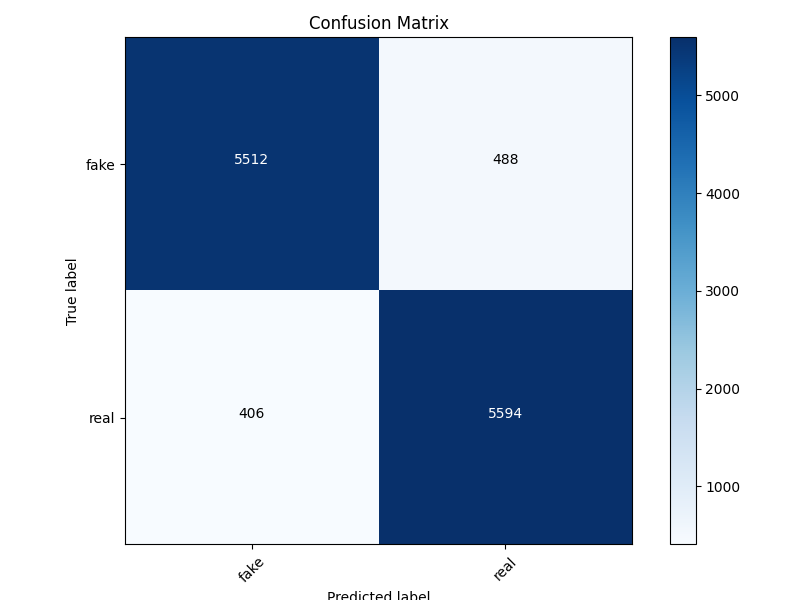 Confusion Matrix
fake
5512
488
real
406
5594
True label
fake
real
Predicted label
5000
4000
3000
2000
1000